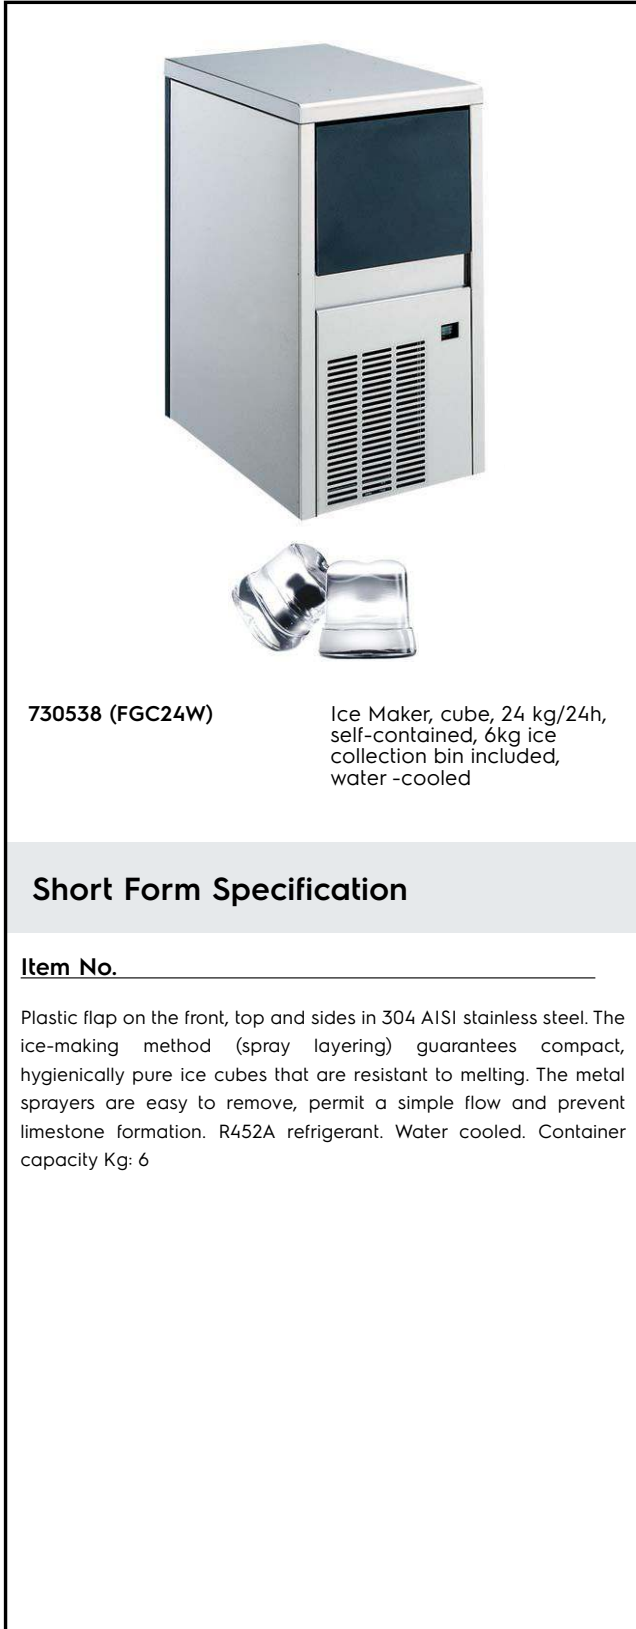 730538 (FGC24W)
Ice Maker, cube, 24 kg/24h,
self-contained, 6kg ice
collection bin included,
water -cooled
Short Form Specification
Item No.
Plastic flap on the front, top and sides in 304 AISI stainless steel. The
ice-making method (spray layering) guarantees compact,
hygienically pure ice cubes that are resistant to melting. The metal
sprayers are easy to remove, permit a simple flow and prevent
limestone formation. R452A refrigerant. Water cooled. Container
capacity Kg: 6